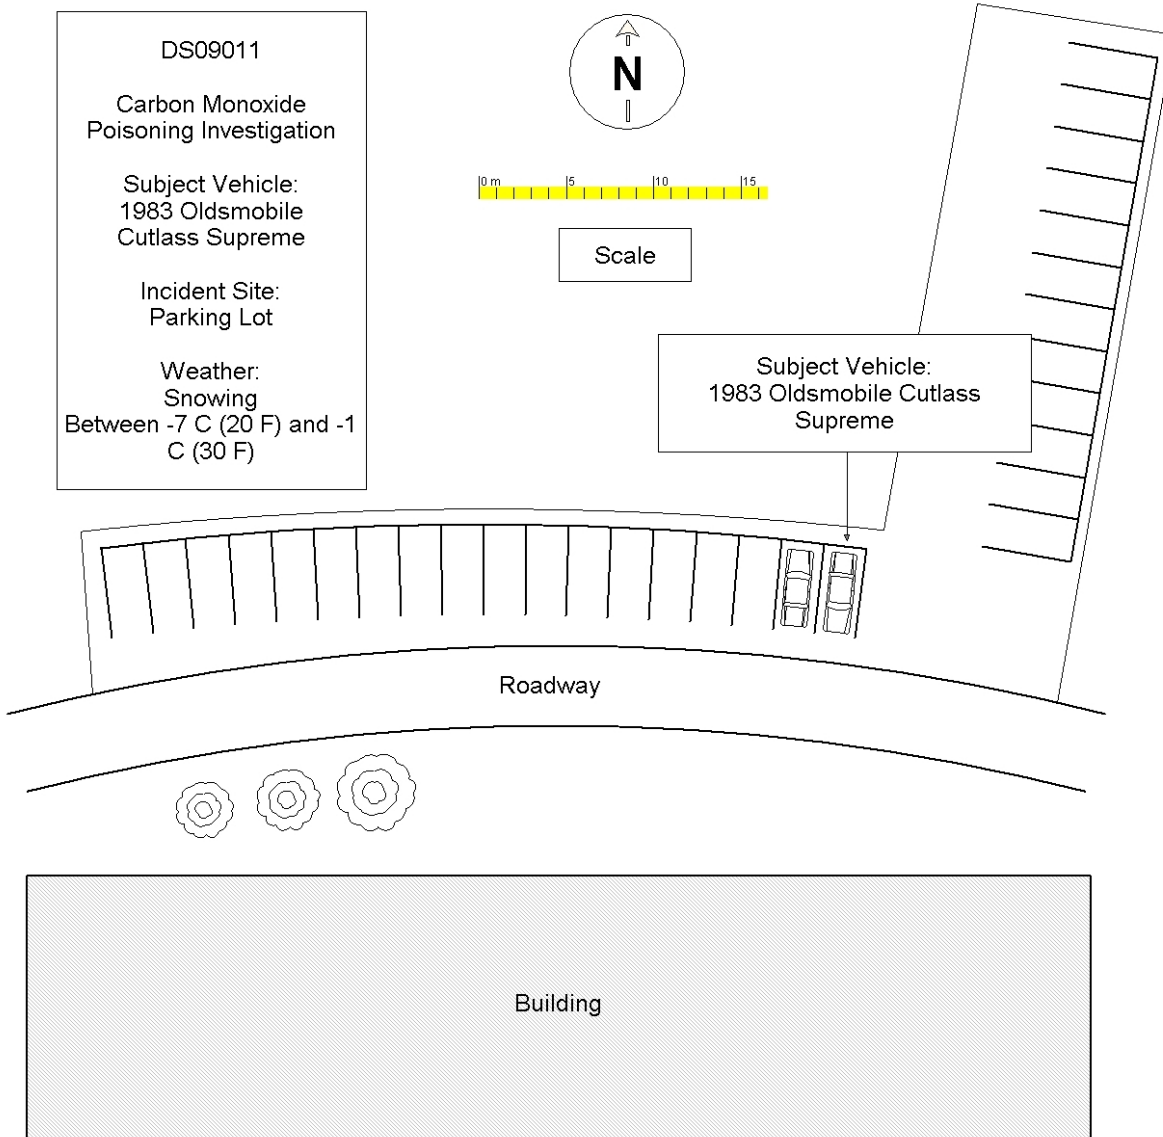 DS09011
Carbon Monoxide
Poisoning Investigation
Subject Vehicle:
1983 Oldsmobile
Cutlass Supreme
Incident Site:
Parking Lot
Weather:
Snowing
Between -7 C (20 F) and -1
C (30 F)
N
0 m 5 10 15
Scale
Subject Vehicle:
1983 Oldsmobile Cutlass
Supreme
Roadway
Building